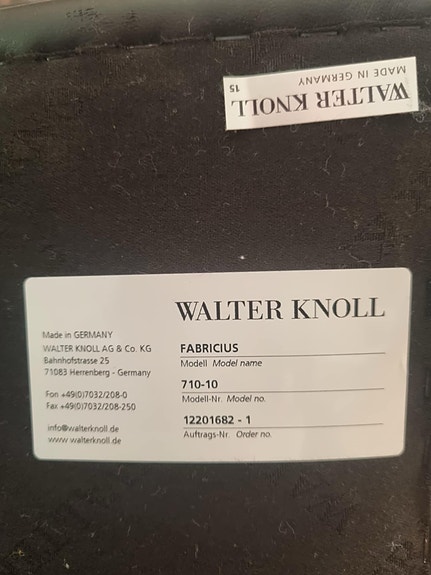 WALTER KNOLL
MADE IN GERMANY
15
WALTER KNOLL
Made in GERMANY
WALTER KNOLL AG & Co. KG
Bahnhofstrasse 25
71083 Herrenberg - Germany
Fon +49(0)7032/208-0
Fax +49(0)7032/208-250
info@walterknoll.de
www.walterknoll.de
FABRICIUS
Modell Model name
710-10
Modell-Nr. Model no.
12201682 - 1
Auftrags-Nr. Order no.